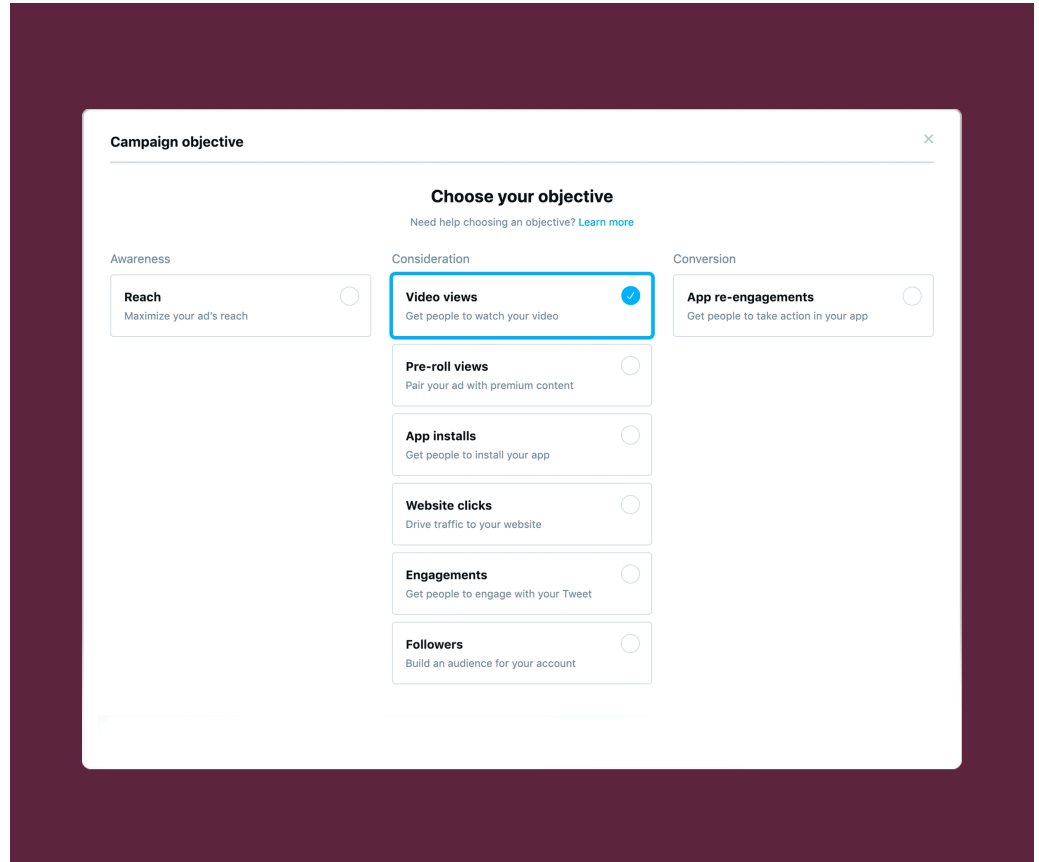 Campaign objective
Choose your objective
Need help choosing an objective? Learn more
Awareness
Reach
Maximize your ad's reach
Consideration
Video views
Get people to watch your video
Pre-roll views
Pair your ad with premium content
App installs
Get people to install your app
Website clicks
Drive traffic to your website
Engagements
Get people to engage with your Tweet
Followers
Build an audience for your account
Conversion
App re-engagements
Get people to take action in your app